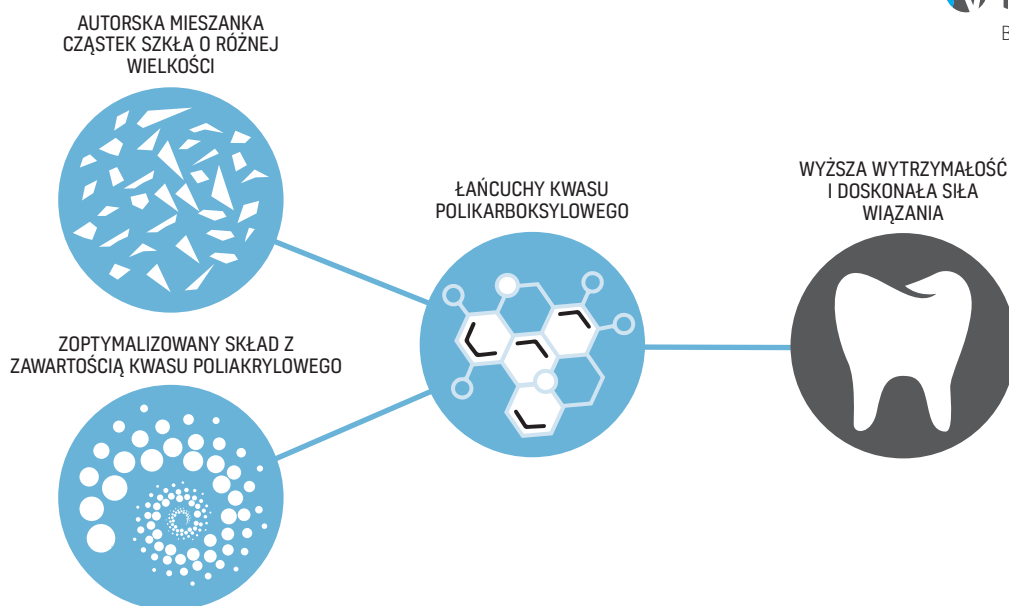 AUTORSKA MIESZANKA
CZĄSTEK SZKŁA O RÓŻNEJ
WIELKOŚCI
ŁAŃCUCHY KWASU
POLIKARBOKSYLOWEGO
WYŻSZA WYTRZYMAŁOŚĆ
I DOSKONAŁA SIŁA
WIĄZANIA
ZOPTYMALIZOWANY SKŁAD Z
ZAWARTOŚCIĄ KWASU POLIAKRYLOWEGO